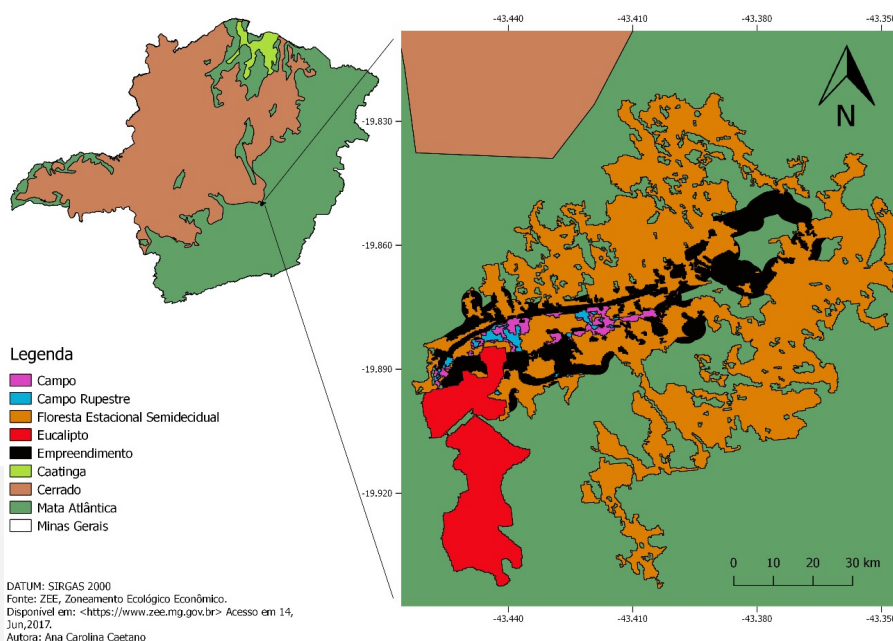 -43.440
-43.410
-43.380
-43.350
-19.830
-19.860
-19.890
-19.920
N
0 10 20 30 km
-43.440
-43.410
-43.380
-43.350
Legenda
Campo
Campo Rupestre
Floresta Estacional Semidecidual
Eucalipto
Empreendimento
Caatinga
Cerrado
Mata Atlântica
Minas Gerais
DATUM: SIRGAS 2000
Fonte: ZEE, Zoneamento Ecológico Econômico.
Disponível em: <https://www.zee.mg.gov.br> Acesso em 14,
Jun,2017.
Autora: Ana Carolina Caetano